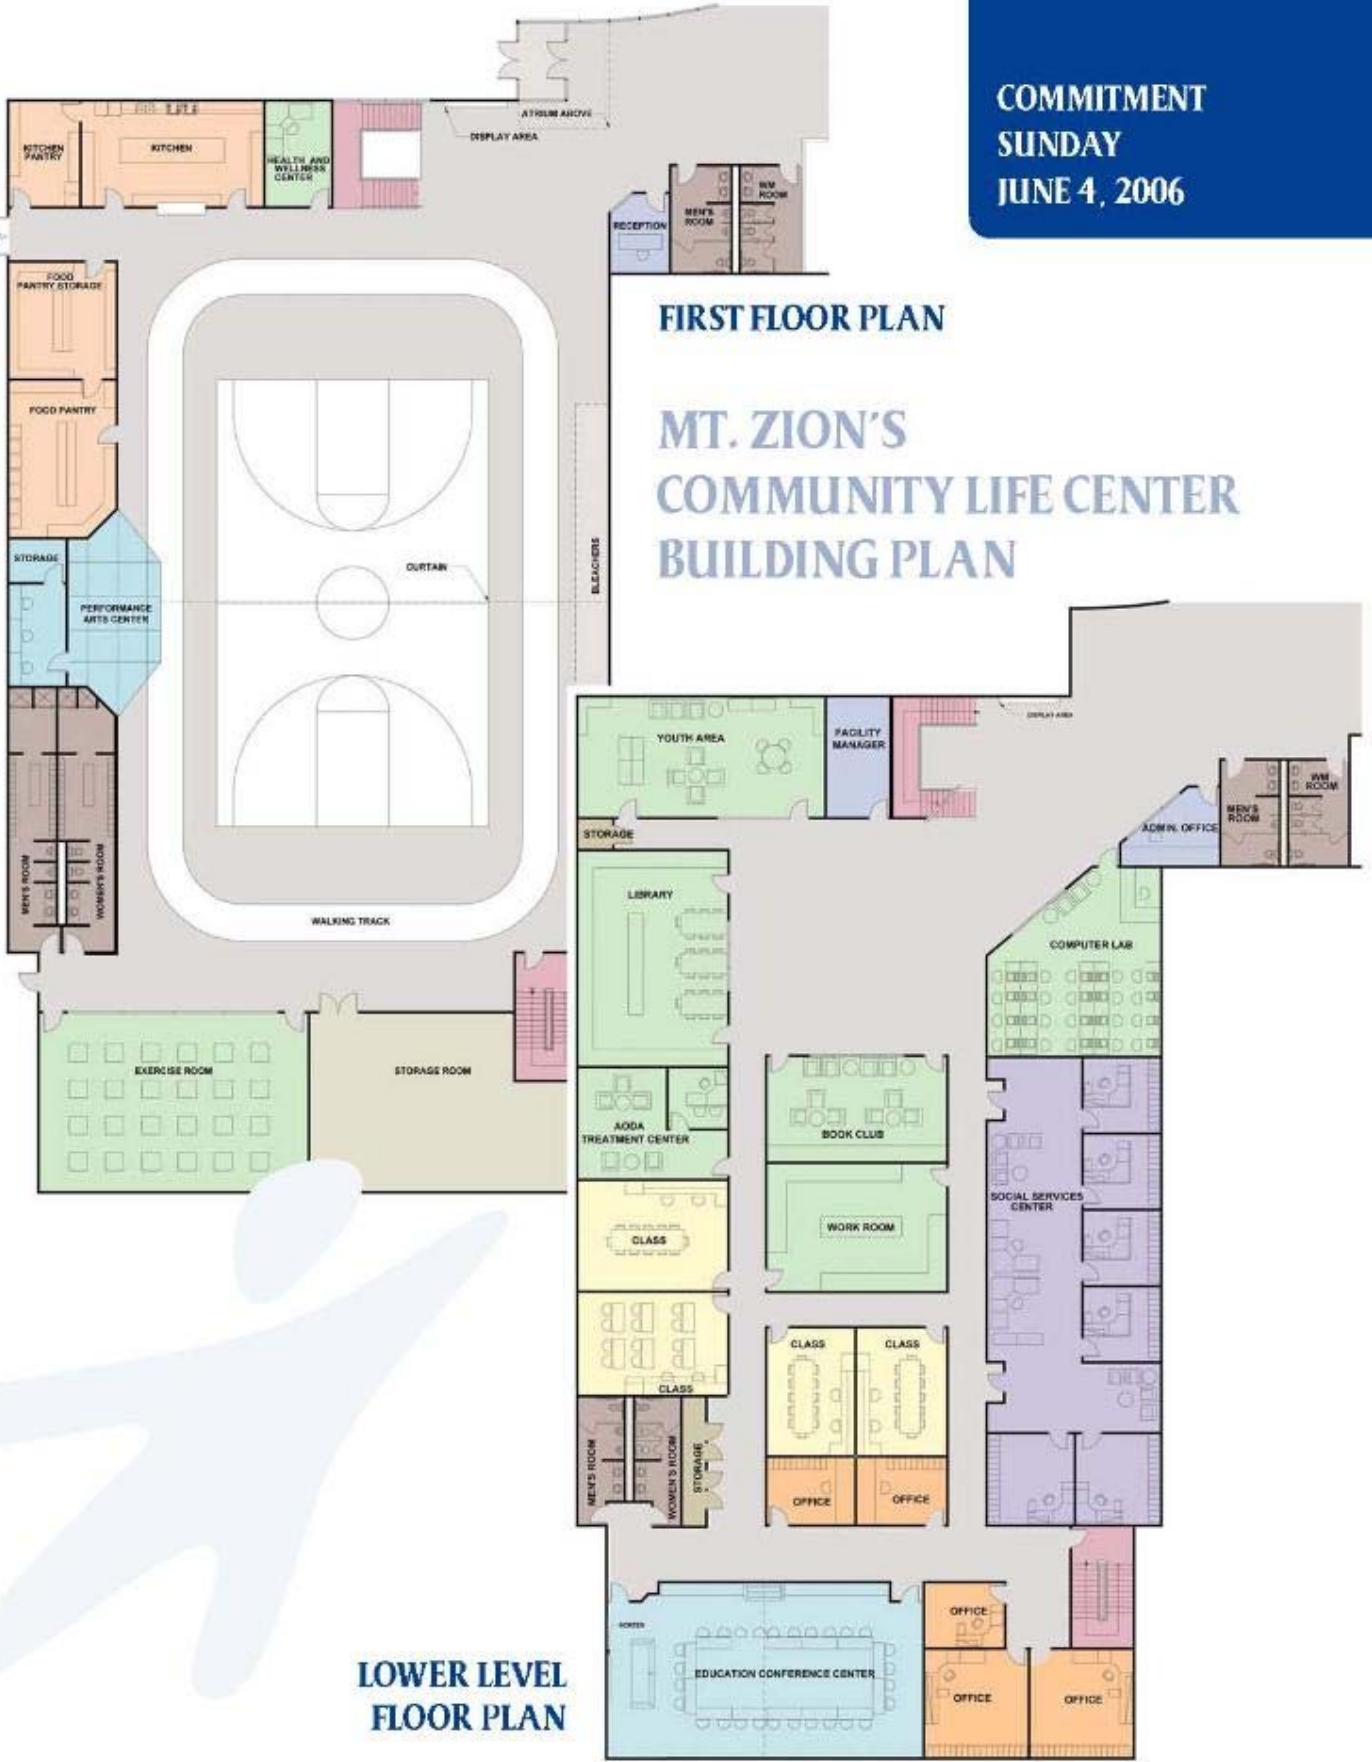 COMMITMENT
SUNDAY
JUNE 4, 2006
ATRIUM ABOVE
DISPLAY AREA
KITCHEN
PANTRY
KITCHEN
HEALTH AND
WELLNESS
CENTER
RECEPTION
MEN'S
ROOM
WM
ROOM
FOOD
PANTRY STORAGE
FIRST FLOOR PLAN
FOOD PANTRY
MT. ZION'S
COMMUNITY LIFE CENTER
BUILDING PLAN
STORAGE
CURTAIN
BLEACHERS
PERFORMANCE
ARTS CENTER
MEN'S ROOM
WOMEN'S ROOM
WALKING TRACK
EXERCISE ROOM
STORAGE ROOM
YOUTH AREA
FACILITY
MANAGER
DISPLAY AREA
STORAGE
ADMIN. OFFICE
MEN'S
ROOM
WM
ROOM
LIBRARY
COMPUTER LAB
AODA
TREATMENT CENTER
BOOK CLUB
SOCIAL SERVICES
CENTER
CLASS
WORK ROOM
CLASS
CLASS
CLASS
MEN'S ROOM
WOMEN'S ROOM
STORAGE
OFFICE
OFFICE
SCREEN
OFFICE
EDUCATION CONFERENCE CENTER
OFFICE
OFFICE
LOWER LEVEL
FLOOR PLAN